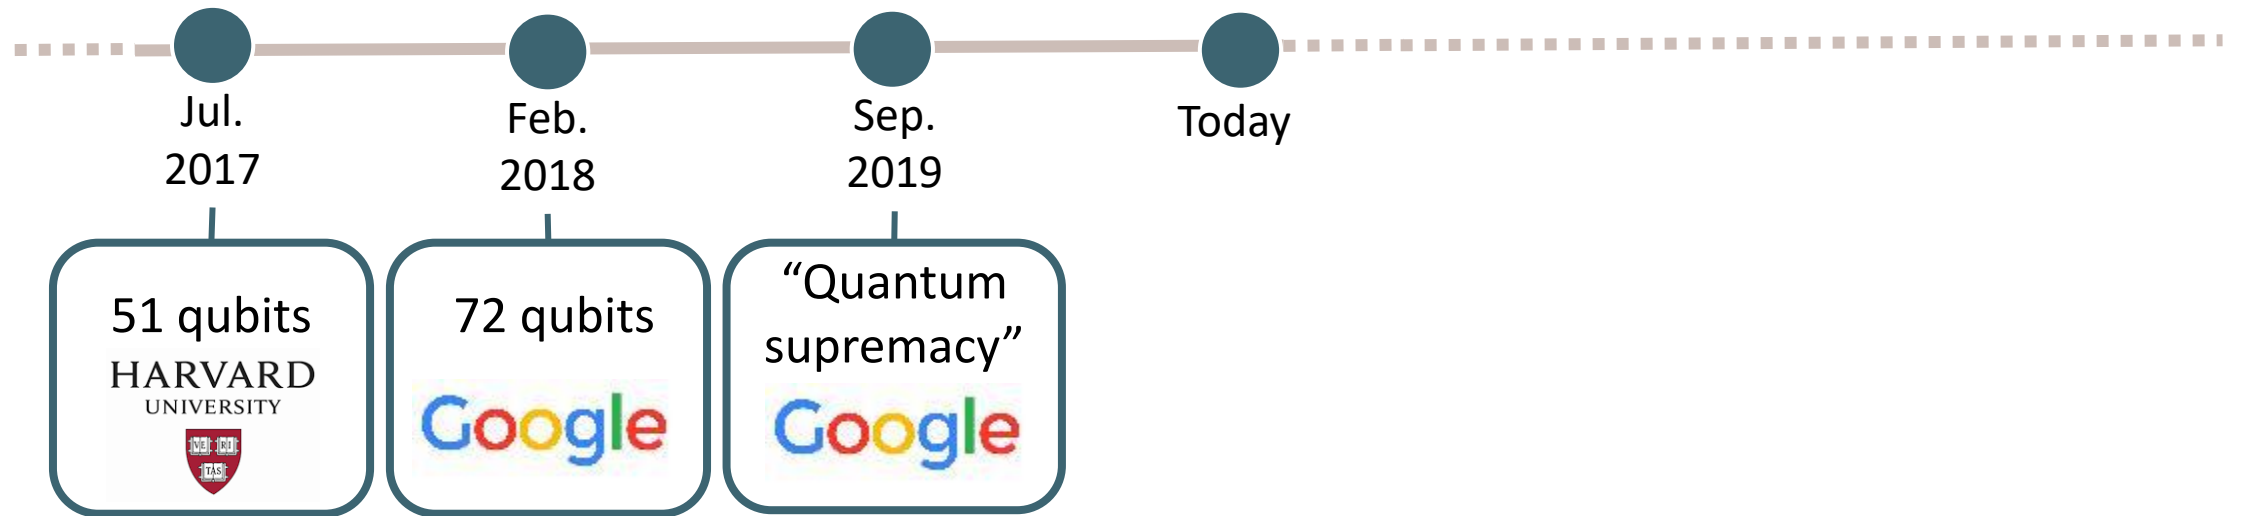 Jul.
2017
Feb.
2018
Sep.
2019
Today
51 qubits
HARVARD
UNIVERSITY
VE RI
TAS
72 qubits
Google
“Quantum
supremacy”
Google